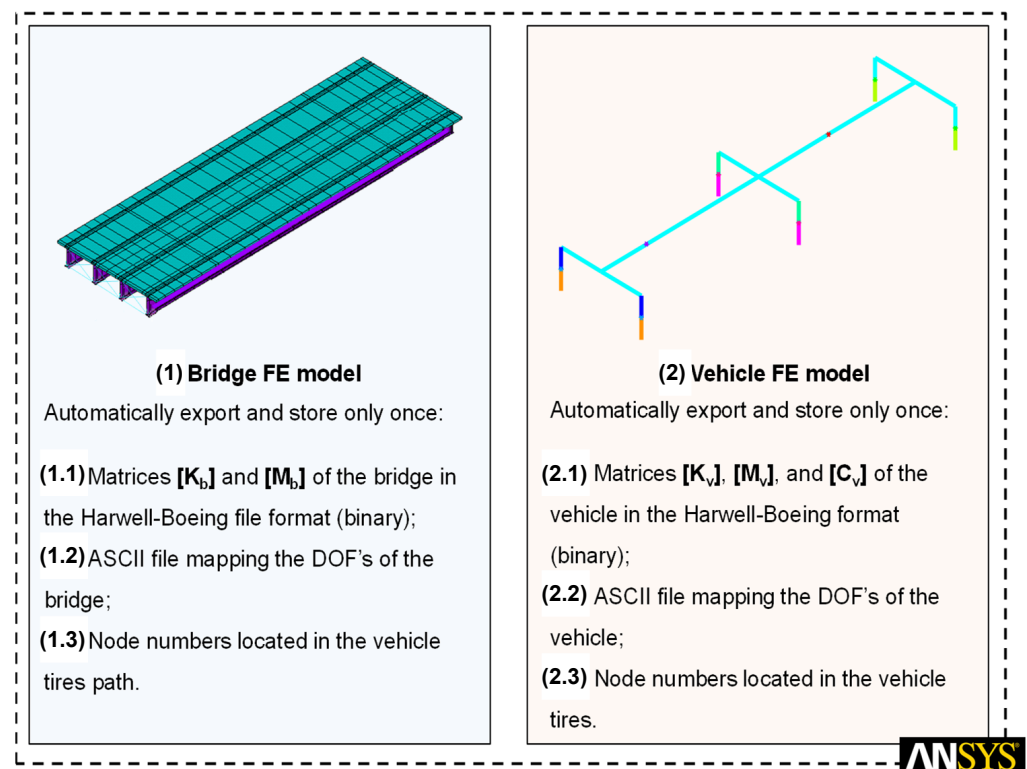 (1) Bridge FE model
Automatically export and store only once:
(1.1) Matrices [Kb] and [Mb] of the bridge in
the Harwell-Boeing file format (binary);
(1.2) ASCII file mapping the DOF's of the
bridge;
(1.3) Node numbers located in the vehicle
tires path.
(2) Vehicle FE model
Automatically export and store only once:
(2.1) Matrices [Kv], [Mv], and [Cv] of the
vehicle in the Harwell-Boeing format
(binary);
(2.2) ASCII file mapping the DOF's of the
vehicle;
(2.3) Node numbers located in the vehicle
tires.
ANSYS